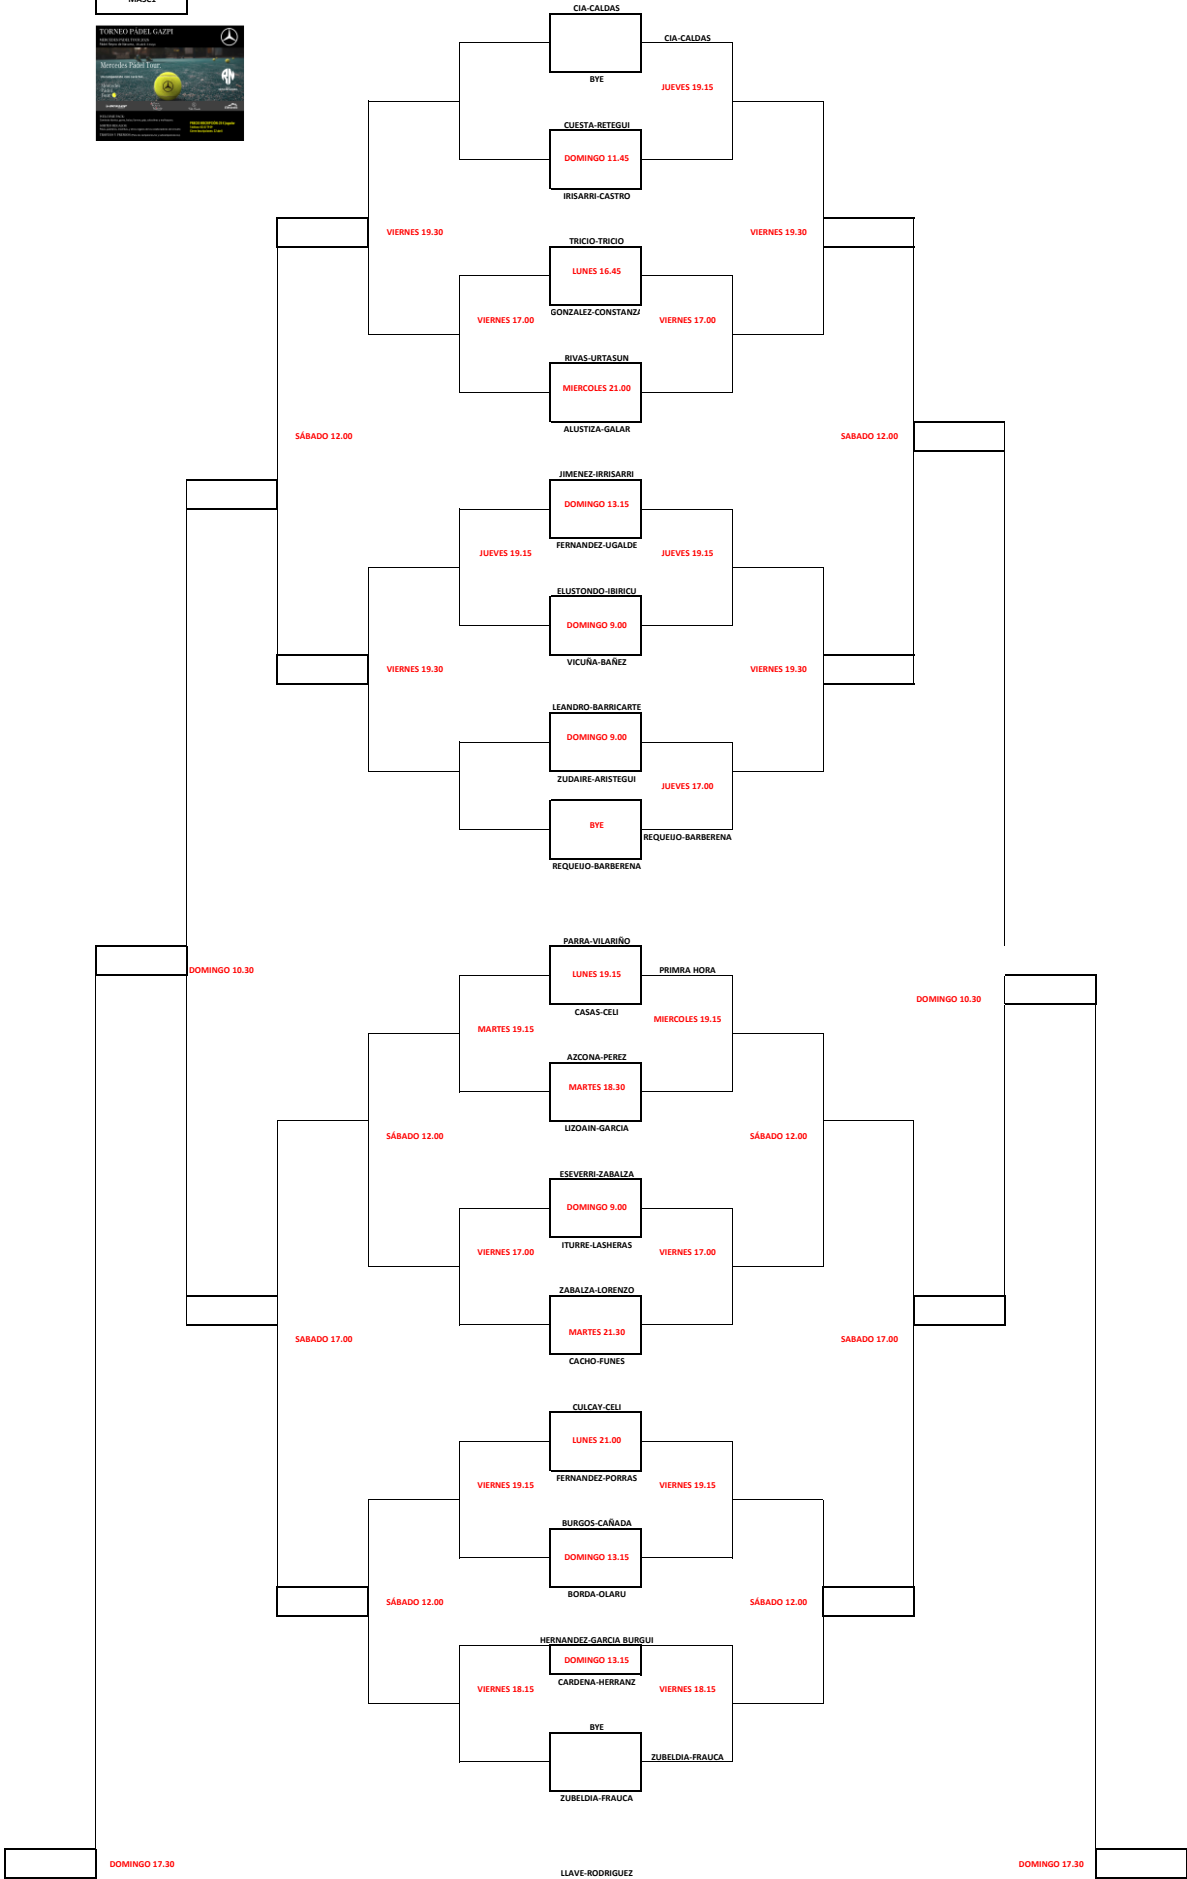 MASC1
TORNEO PÁDEL GAZPI
Mercedes Pádel Tour.
CIA-CALDAS
CIA-CALDAS
BYE
JUEVES 19.15
CUESTA-RETEGUI
DOMINGO 11.45
IRISARRI-CASTRO
VIERNES 19.30
VIERNES 19.30
TRICIO-TRICIO
LUNES 16.45
GONZALEZ-CONSTANZA
VIERNES 17.00
VIERNES 17.00
RIVAS-URTASUN
MIERCOLES 21.00
ALUSTIZA-GALAR
SÁBADO 12.00
SABADO 12.00
JIMENEZ-IRRISARRI
DOMINGO 13.15
FERNANDEZ-UGALDE
JUEVES 19.15
JUEVES 19.15
ELUSTONDO-IBIRICU
DOMINGO 9.00
VICUÑA-BAÑEZ
VIERNES 19.30
VIERNES 19.30
LEANDRO-BARRICARTE
DOMINGO 9.00
ZUDAIRE-ARISTEGUI
JUEVES 17.00
BYE
REQUEIJO-BARBERENA
REQUEIJO-BARBERENA
PARRA-VILARIÑO
DOMINGO 10.30
LUNES 19.15
PRIMRA HORA
CASAS-CELI
DOMINGO 10.30
MARTES 19.15
MIERCOLES 19.15
AZCONA-PEREZ
MARTES 18.30
LIZOAIN-GARCIA
SÁBADO 12.00
SÁBADO 12.00
ESEVERRI-ZABALZA
DOMINGO 9.00
ITURRE-LASHERAS
VIERNES 17.00
VIERNES 17.00
ZABALZA-LORENZO
MARTES 21.30
CACHO-FUNES
SABADO 17.00
SABADO 17.00
CULCAY-CELI
LUNES 21.00
FERNANDEZ-PORRAS
VIERNES 19.15
VIERNES 19.15
BURGOS-CAÑADA
DOMINGO 13.15
BORDA-OLARU
SÁBADO 12.00
SÁBADO 12.00
HERNANDEZ-GARCIA BURGUI
DOMINGO 13.15
CARDENA-HERRANZ
VIERNES 18.15
VIERNES 18.15
BYE
ZUBELDIA-FRAUCA
ZUBELDIA-FRAUCA
DOMINGO 17.30
DOMINGO 17.30
LLAVE-RODRIGUEZ